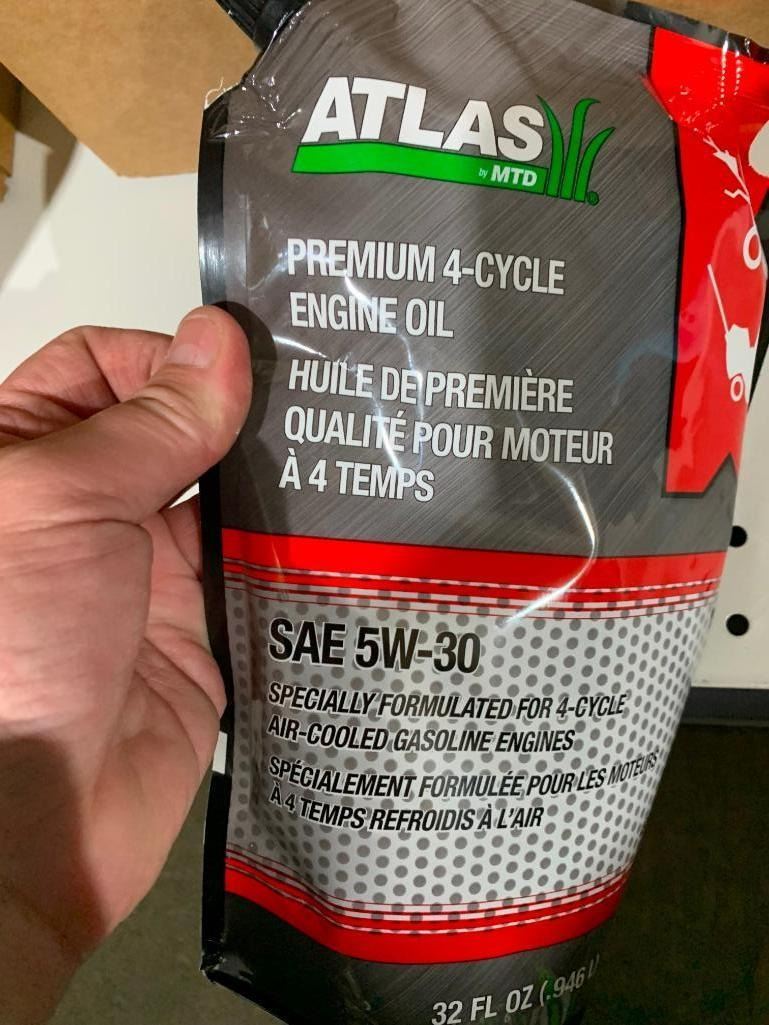 ATLAS
by MTD
PREMIUM 4-CYCLE
ENGINE OIL
HUILE DE PREMIÈRE
QUALITÉ POUR MOTEUR
À 4 TEMPS
SAE 5W-30
SPECIALLY FORMULATED FOR 4-CYCLE
AIR-COOLED GASOLINE ENGINES
SPÉCIALEMENT FORMULÉE POUR LES MOTEURS
À 4 TEMPS REFROIDIS À L'AIR
32 FL OZ (.946 L)